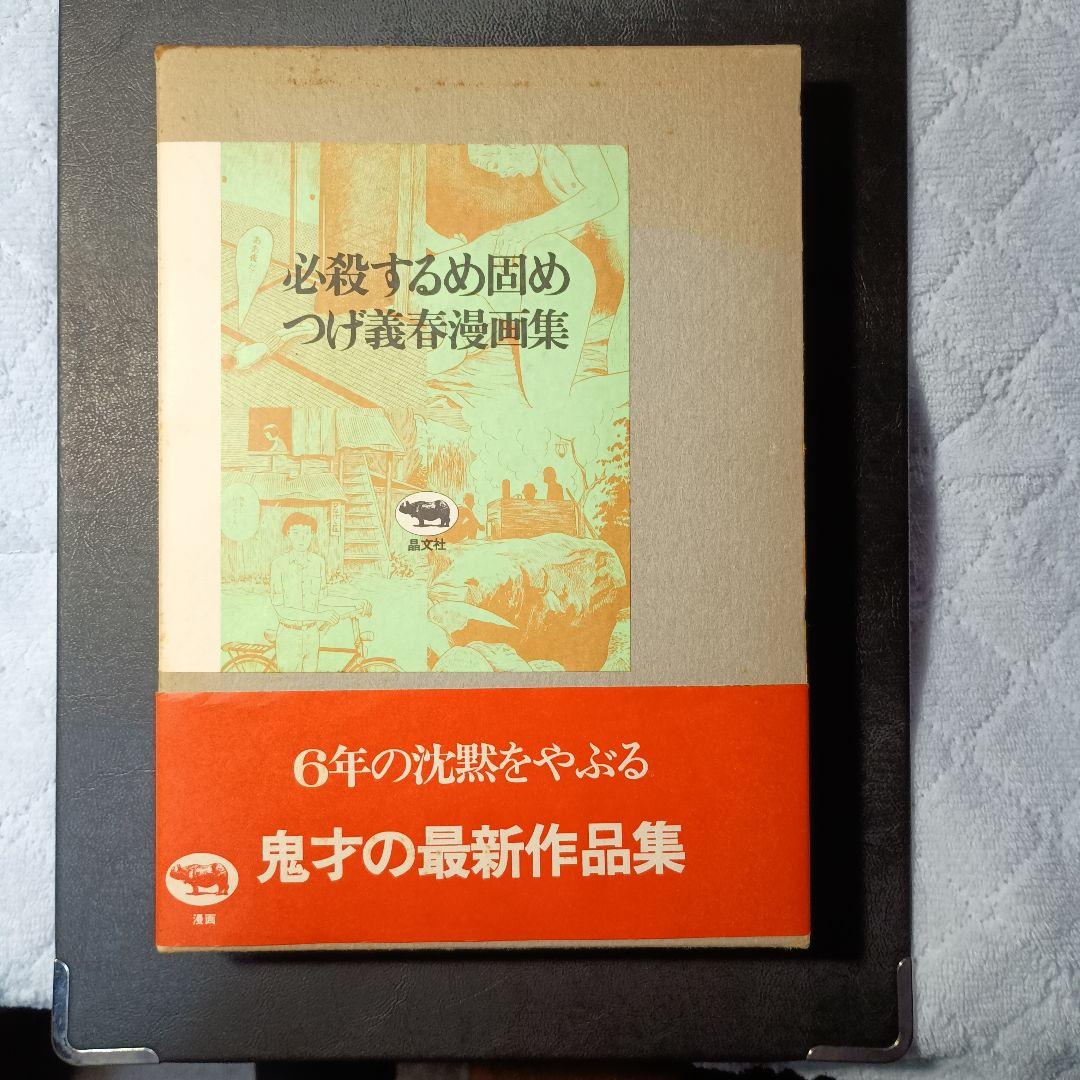 必殺するめ固め
つげ義春漫画集
晶文社
6年の沈黙をやぶる
鬼才の最新作品集
漫画